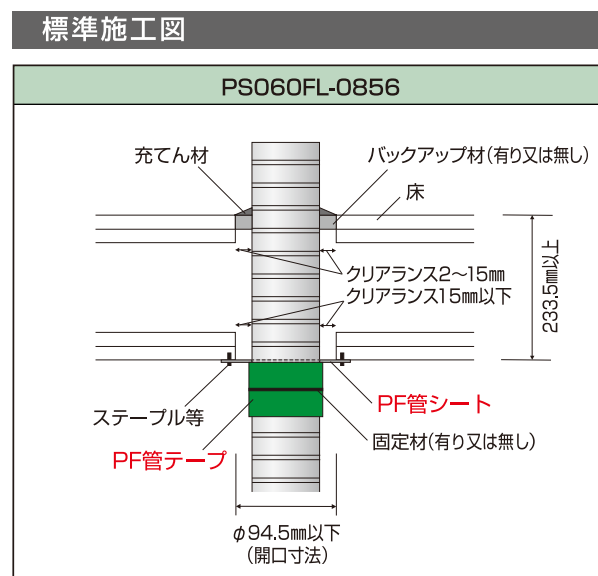 標準施工図
PS060FL-0856
充てん材
バックアップ材(有り又は無し)
床
クリアランス2〜15㎜
クリアランス15㎜以下
233.5㎜以上
ステープル等
PF管シート
PF管テープ
固定材(有り又は無し)
φ94.5㎜以下
(開口寸法)